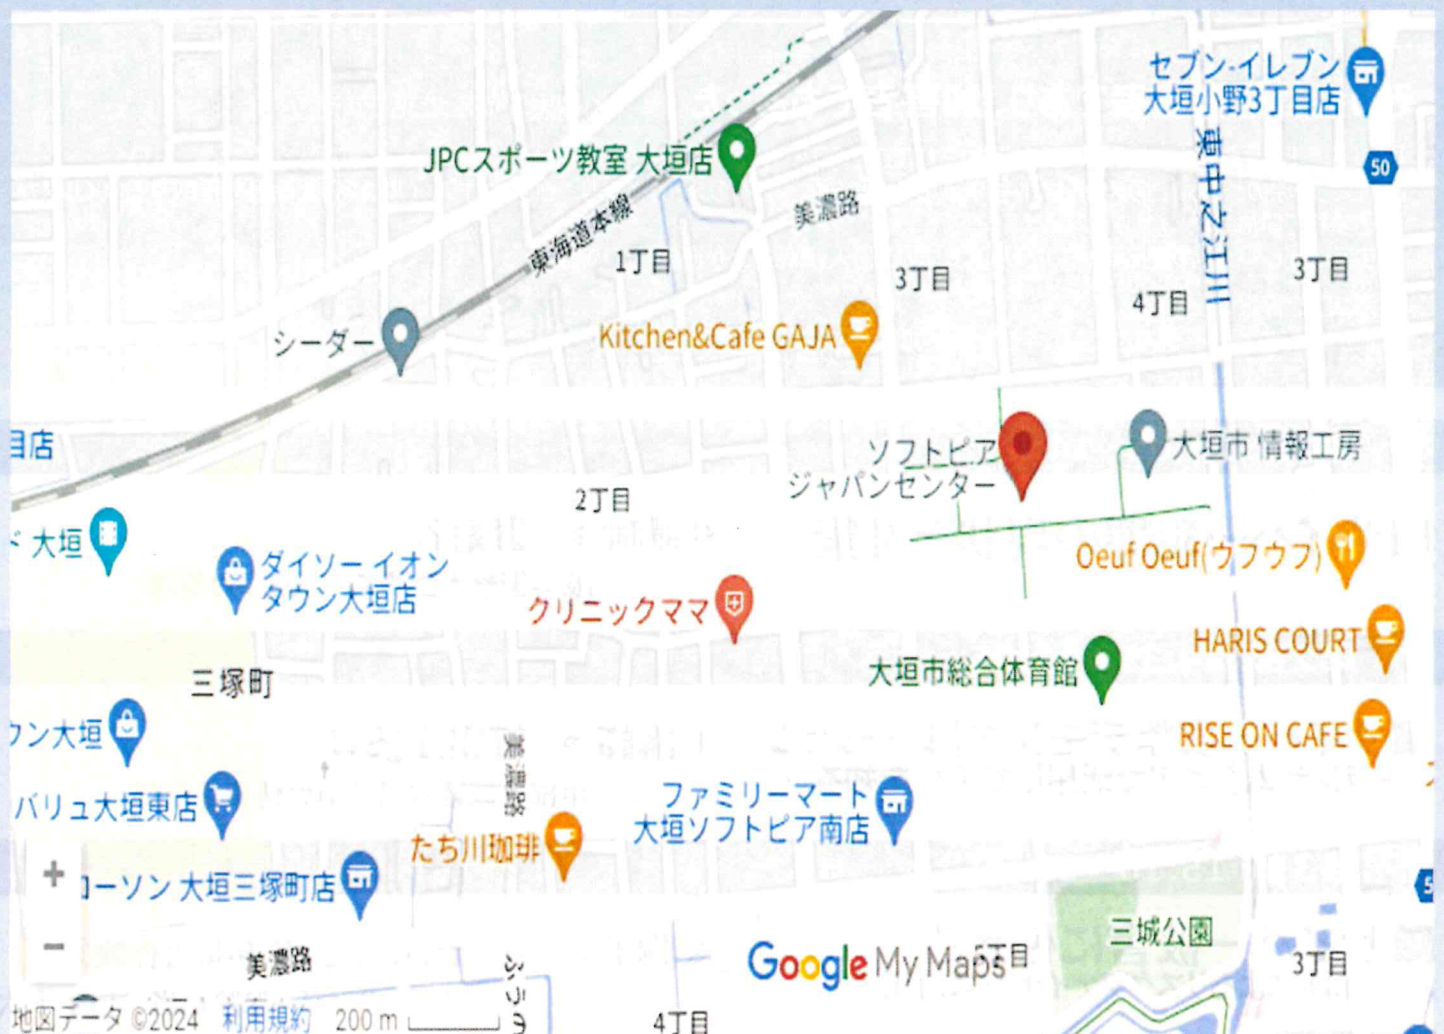 セブン-イレブン
大垣小野3丁目店
東中之江川
50
JPCスポーツ教室 大垣店
美濃路
東海道本線
1丁目
3丁目
3丁目
4丁目
シーダー
Kitchen&Cafe GAJA
目店
ソフトピア
ジャパンセンター
大垣市 情報工房
2丁目
ド 大垣
ダイソー イオン
タウン大垣店
Oeuf Oeuf(ウフウフ)
クリニックママ
HARIS COURT
大垣市総合体育館
三塚町
ウン大垣
RISE ON CAFE
美濃路
バリュ大垣東店
ファミリーマート
大垣ソフトピア南店
たち川珈琲
+
ローソン 大垣三塚町店
5
三城公園
−
美濃路
ふうの
Google My Maps
丁目
3丁目
地図データ ©2024 利用規約 200 m
4丁目